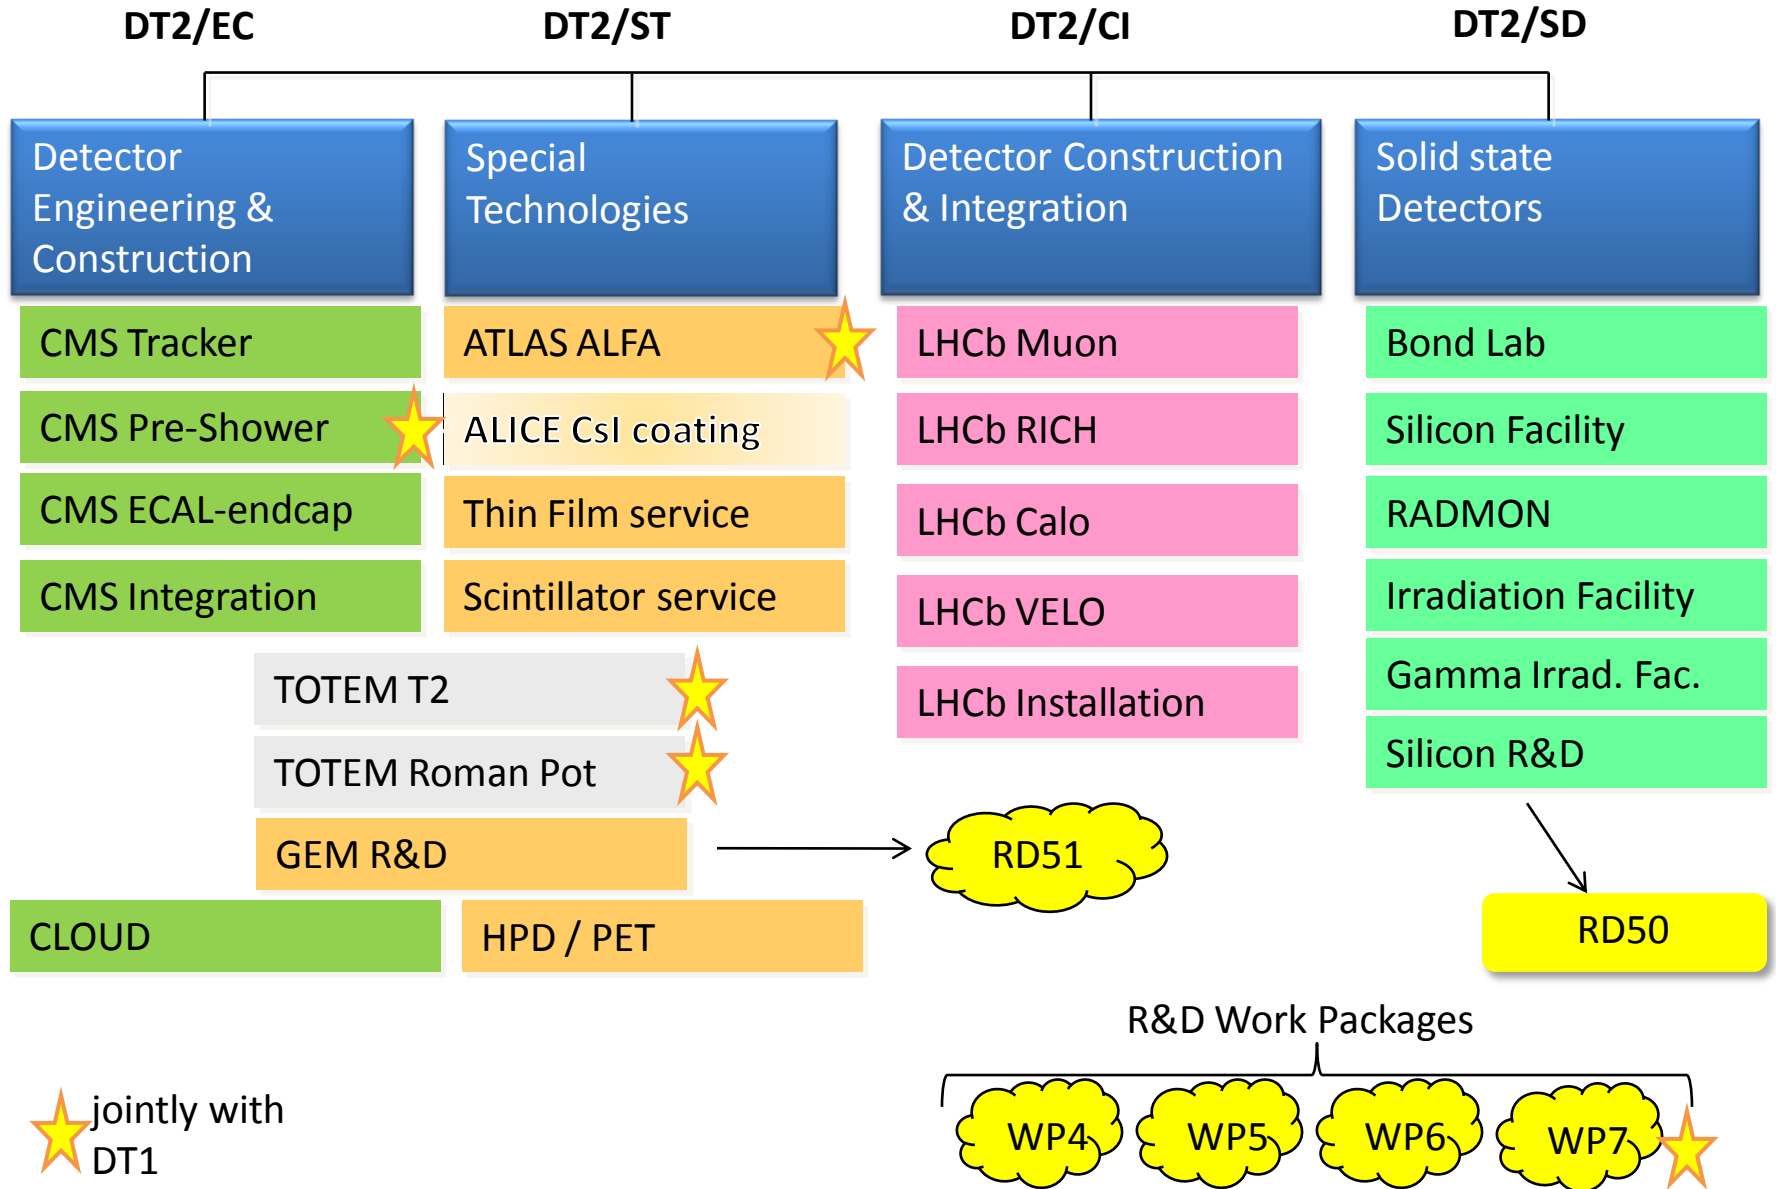 DT2/EC
DT2/ST
DT2/CI
DT2/SD
Detector
Engineering &
Construction
Special
Technologies
Detector Construction
& Integration
Solid state
Detectors
CMS Tracker
CMS Pre-Shower
CMS ECAL-endcap
CMS Integration
ATLAS ALFA
ALICE CsI coating
Thin Film service
Scintillator service
LHCb Muon
LHCb RICH
LHCb Calo
LHCb VELO
LHCb Installation
Bond Lab
Silicon Facility
RADMON
Irradiation Facility
Gamma Irrad. Fac.
Silicon R&D
TOTEM T2
TOTEM Roman Pot
GEM R&D
RD51
CLOUD
HPD / PET
RD50
R&D Work Packages
WP4
WP5
WP6
WP7
jointly with
DT1